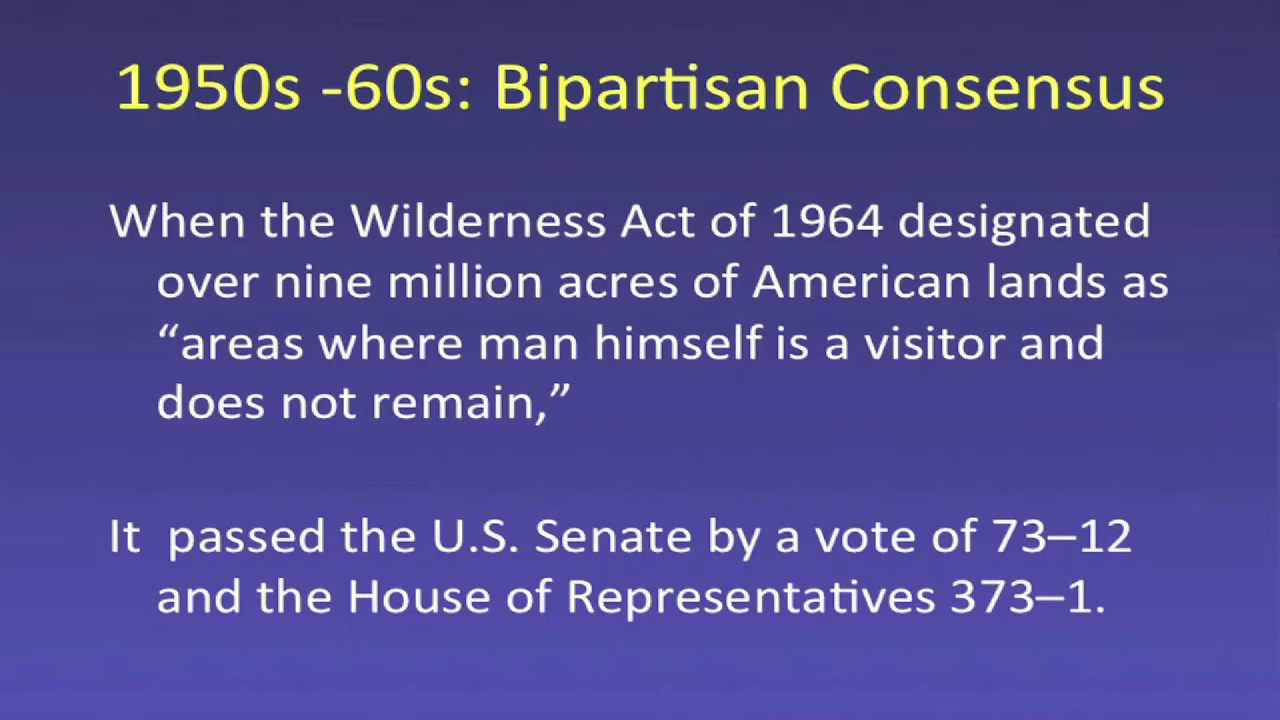 1950s -60s: Bipartisan Consensus
When the Wilderness Act of 1964 designated
over nine million acres of American lands as
“areas where man himself is a visitor and
does not remain,”
It  passed the U.S. Senate by a vote of 73–12
and the House of Representatives 373–1.